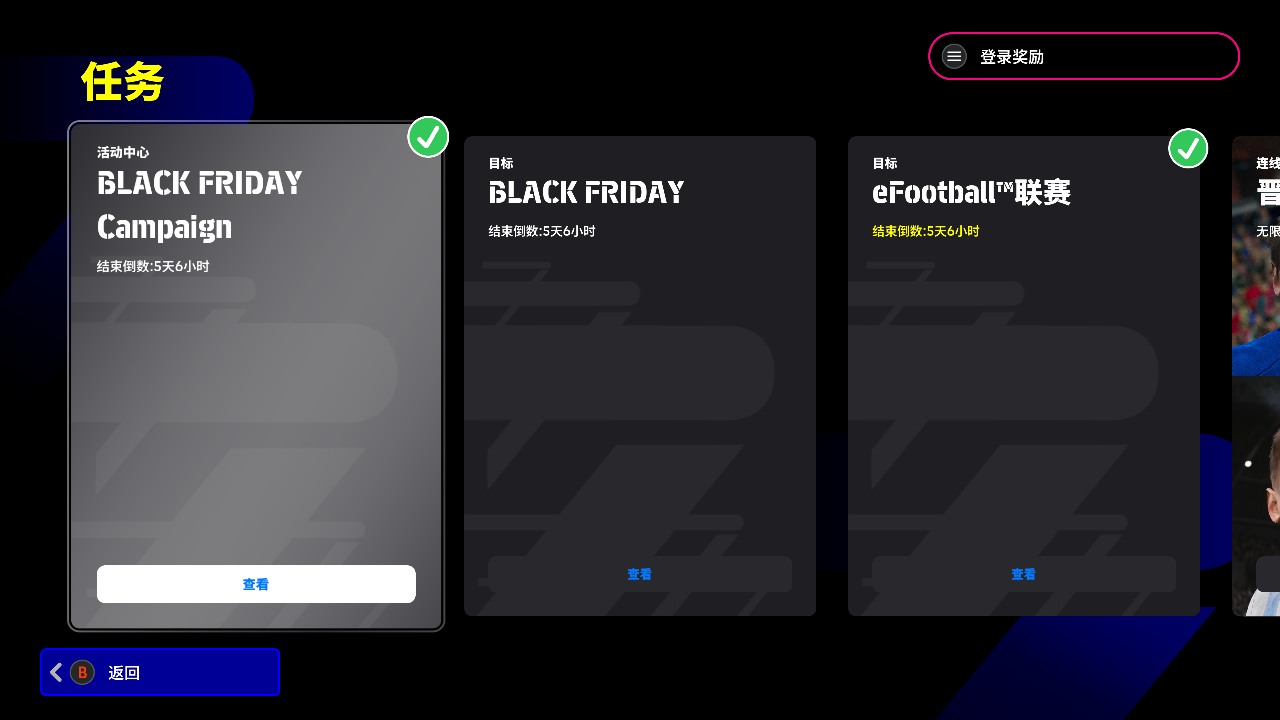 任务
登录奖励
活动中心
BLACK FRIDAY
Campaign
结束倒数:5天6小时
查看
目标
BLACK FRIDAY
结束倒数:5天6小时
查看
目标
eFootball™联赛
结束倒数:5天6小时
查看
连线
晋
无限
B 返回